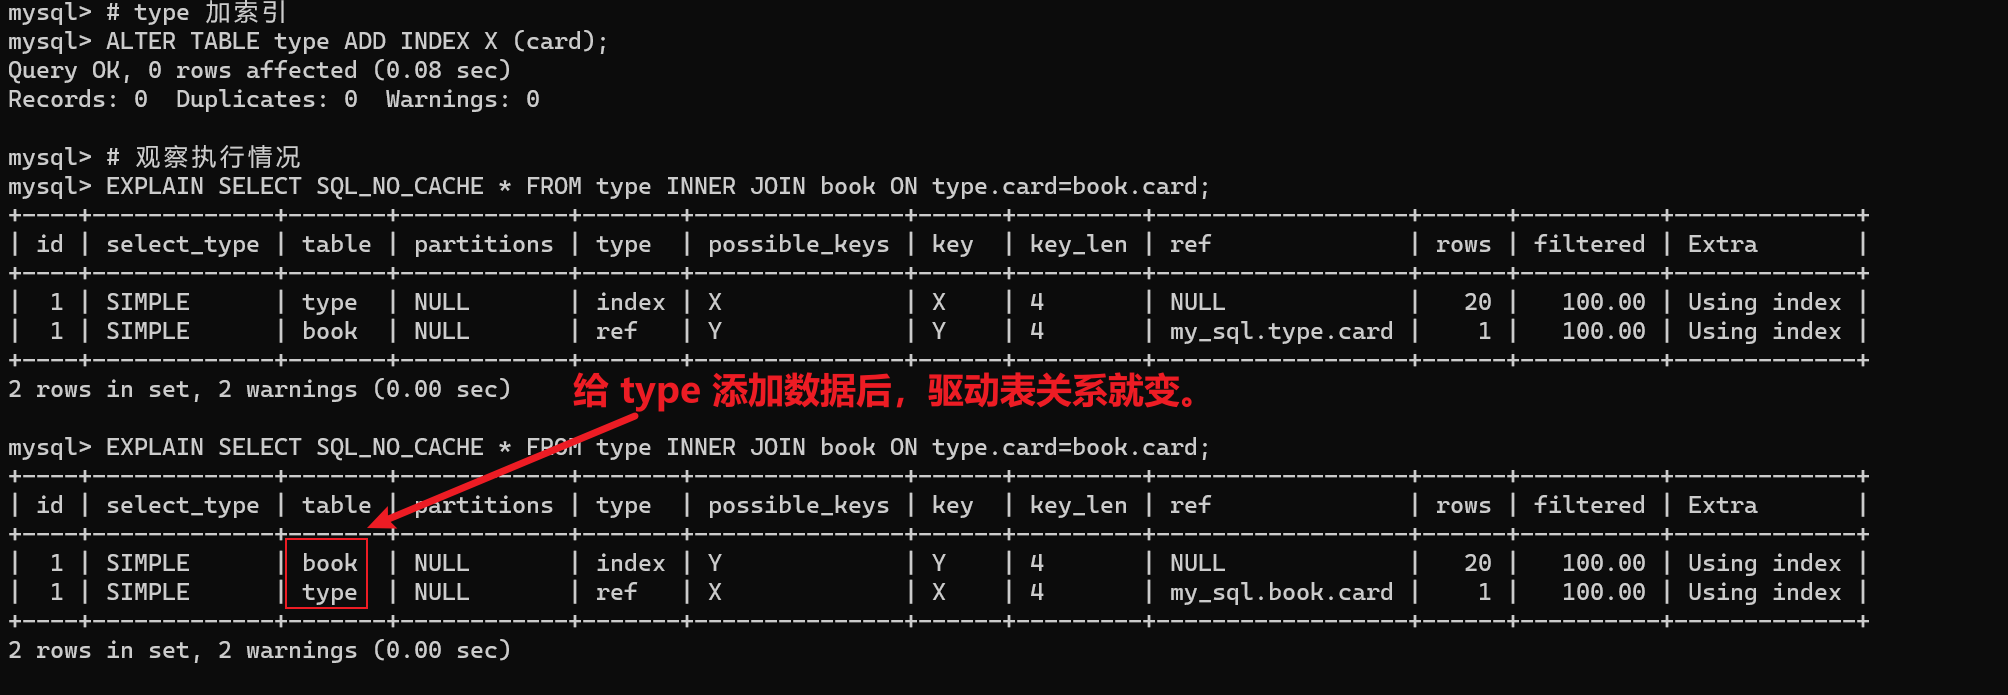 mysql> # type 加索引
mysql> ALTER TABLE type ADD INDEX X (card);
Query OK, 0 rows affected (0.08 sec)
Records: 0  Duplicates: 0  Warnings: 0
mysql> # 观察执行情况
mysql> EXPLAIN SELECT SQL_NO_CACHE * FROM type INNER JOIN book ON type.card=book.card;
+----+-------------+-------+------------+-------+---------------+------+---------+------------------+------+----------+-------------+
| id | select_type | table | partitions | type  | possible_keys | key  | key_len | ref              | rows | filtered | Extra       |
+----+-------------+-------+------------+-------+---------------+------+---------+------------------+------+----------+-------------+
|  1 | SIMPLE      | type  | NULL       | index | X             | X    | 4       | NULL             |   20 |   100.00 | Using index |
|  1 | SIMPLE      | book  | NULL       | ref   | Y             | Y    | 4       | my_sql.type.card |    1 |   100.00 | Using index |
+----+-------------+-------+------------+-------+---------------+------+---------+------------------+------+----------+-------------+
2 rows in set, 2 warnings (0.00 sec)
给 type 添加数据后，驱动表关系就变。
mysql> EXPLAIN SELECT SQL_NO_CACHE * FROM type INNER JOIN book ON type.card=book.card;
+----+-------------+-------+------------+-------+---------------+------+---------+------------------+------+----------+-------------+
| id | select_type | table | partitions | type  | possible_keys | key  | key_len | ref              | rows | filtered | Extra       |
+----+-------------+-------+------------+-------+---------------+------+---------+------------------+------+----------+-------------+
|  1 | SIMPLE      | book  | NULL       | index | Y             | Y    | 4       | NULL             |   20 |   100.00 | Using index |
|  1 | SIMPLE      | type  | NULL       | ref   | X             | X    | 4       | my_sql.book.card |    1 |   100.00 | Using index |
+----+-------------+-------+------------+-------+---------------+------+---------+------------------+------+----------+-------------+
2 rows in set, 2 warnings (0.00 sec)